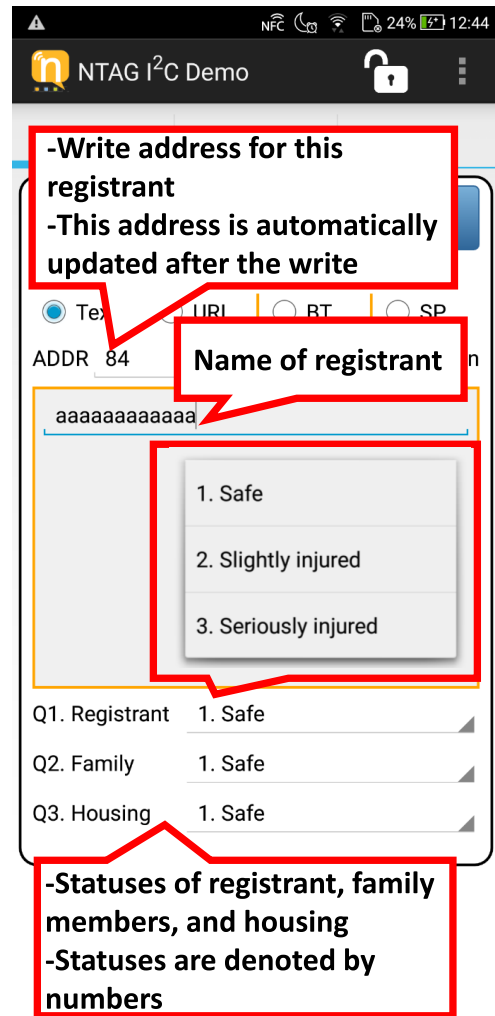 NFC 24% 12:44
NTAG I²C Demo
-Write address for this
registrant
-This address is automatically
updated after the write
Text URL BT SP
ADDR 84
Name of registrant
aaaaaaaaaaaaa
1. Safe
2. Slightly injured
3. Seriously injured
Q1. Registrant 1. Safe
Q2. Family 1. Safe
Q3. Housing 1. Safe
-Statuses of registrant, family
members, and housing
-Statuses are denoted by
numbers